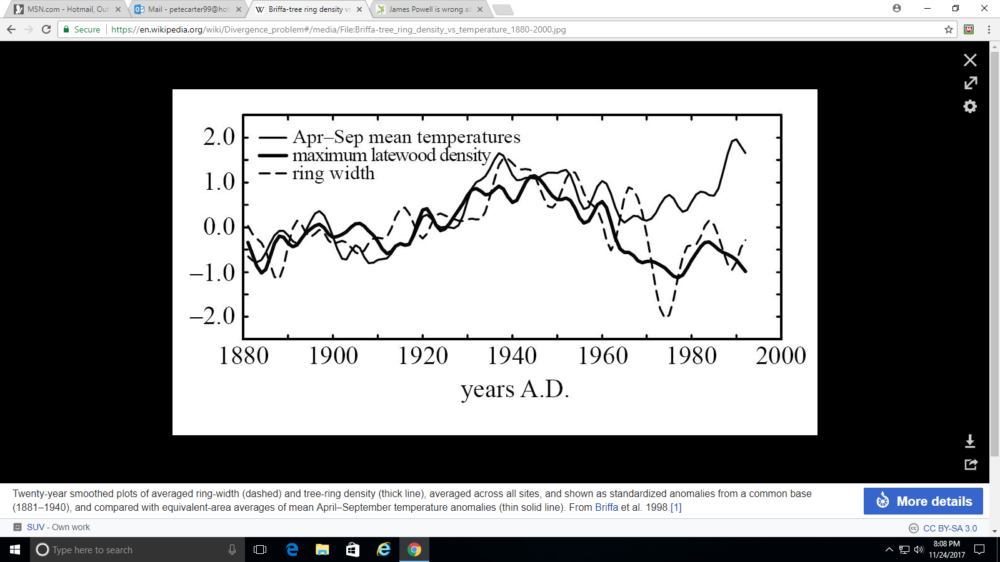 MSN.com - Hotmail, Out
Mail - petecarter99@hot
Briffa-tree ring density vs
James Powell is wrong ab
Secure
https://en.wikipedia.org/wiki/Divergence_problem#/media/File:Briffa-tree_ring_density_vs_temperature_1880-2000.jpg
Apr–Sep mean temperatures
maximum latewood density
ring width
2.0
1.0
0.0
–1.0
–2.0
1880 1900 1920 1940 1960 1980 2000
years A.D.
Twenty-year smoothed plots of averaged ring-width (dashed) and tree-ring density (thick line), averaged across all sites, and shown as standardized anomalies from a common base
(1881–1940), and compared with equivalent-area averages of mean April–September temperature anomalies (thin solid line). From Briffa et al. 1998.[1]
More details
SUV - Own work
CC BY-SA 3.0
Type here to search
8:08 PM
11/24/2017